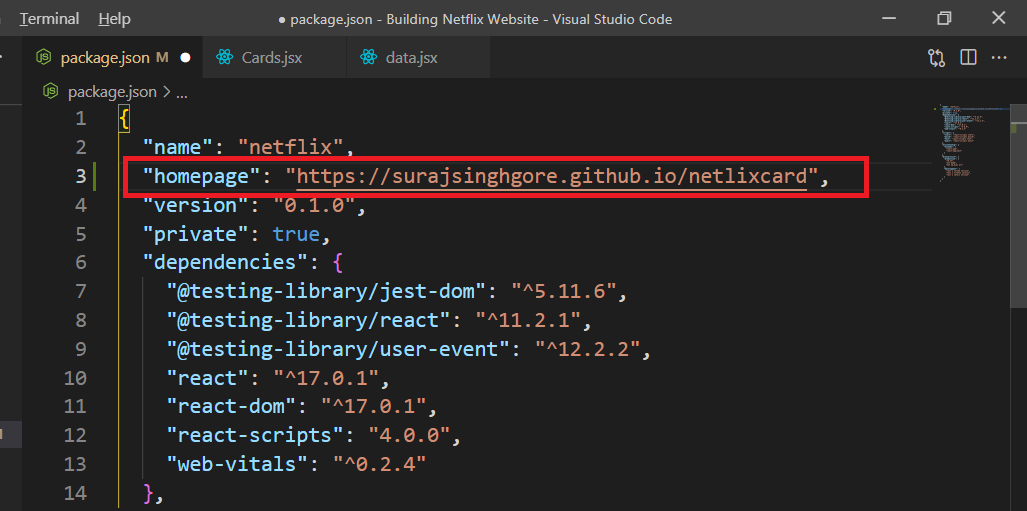 Terminal Help ● package.json - Building Netflix Website - Visual Studio Code
package.json M ● Cards.jsx data.jsx ...
package.json > ...
1 {
2 "name": "netflix",
3 "homepage": "https://surajsinghgore.github.io/netlixcard",
4 "version": "0.1.0",
5 "private": true,
6 "dependencies": {
7 "@testing-library/jest-dom": "^5.11.6",
8 "@testing-library/react": "^11.2.1",
9 "@testing-library/user-event": "^12.2.2",
10 "react": "^17.0.1",
11 "react-dom": "^17.0.1",
12 "react-scripts": "4.0.0",
13 "web-vitals": "^0.2.4"
14 },